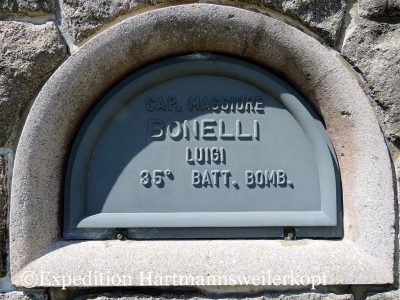 CAP. MAGGIORE
BONELLI
LUIGI
35° BATT. BOMB.
©Expedition Hartmannsweilerkopf